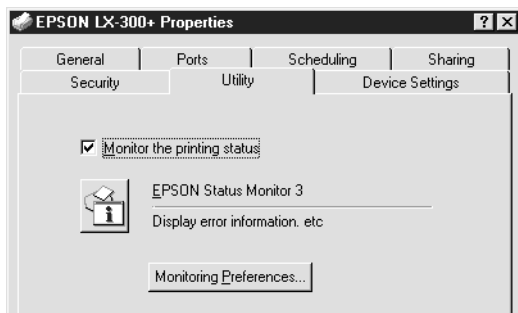 EPSON LX-300+ Properties
General Ports Scheduling Sharing
Security Utility Device Settings
Monitor the printing status
EPSON Status Monitor 3
Display error information. etc
Monitoring Preferences...